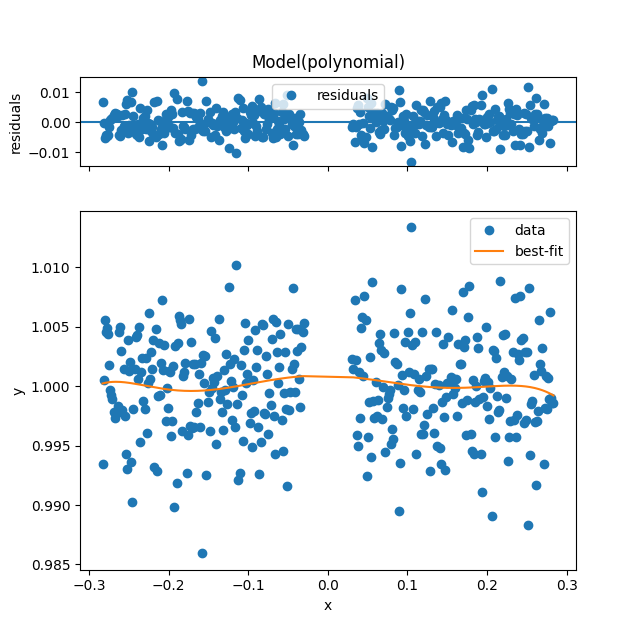 Model(polynomial)
residuals
0.01
0.00
−0.01
residuals
y
1.010
1.005
1.000
0.995
0.990
0.985
data
best-fit
−0.3 −0.2 −0.1 0.0 0.1 0.2 0.3
x